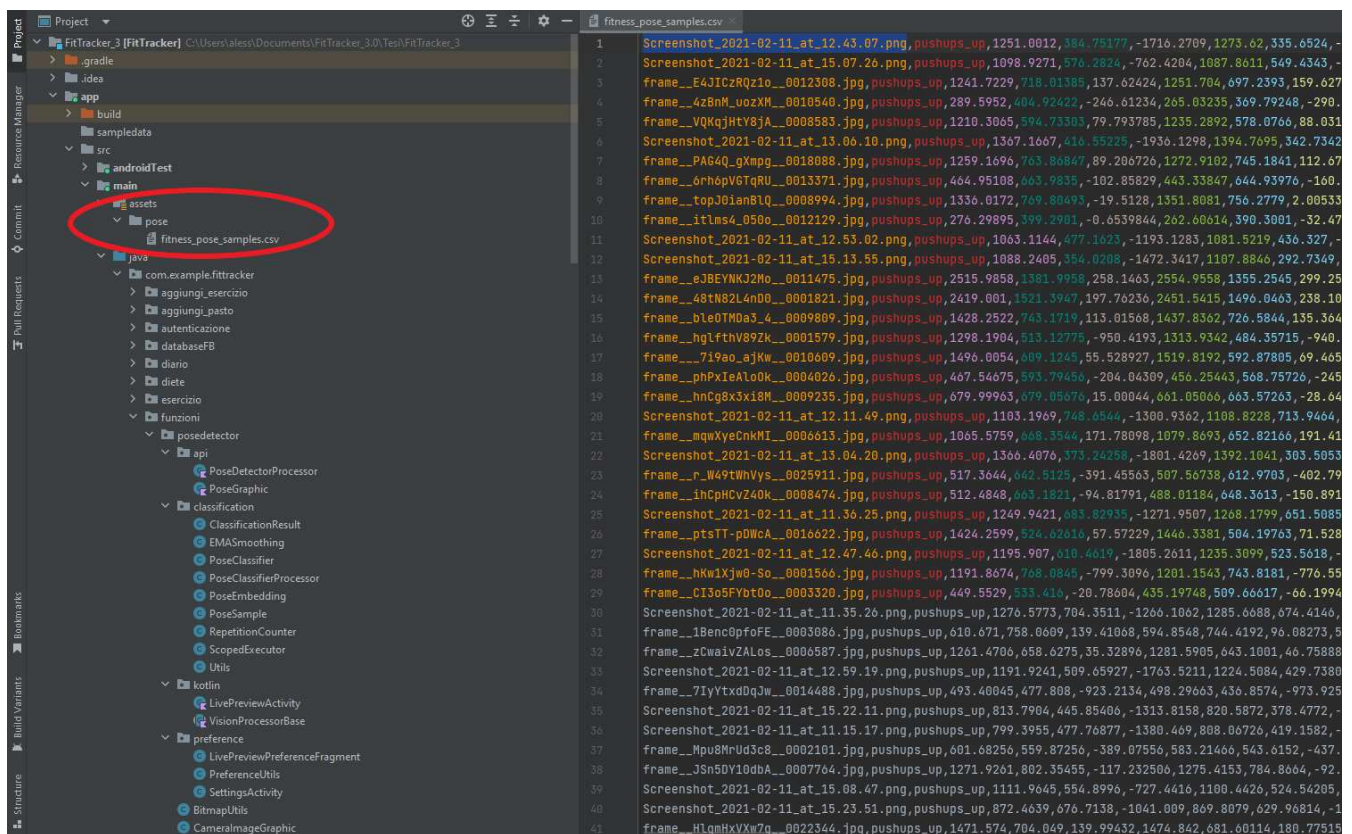 Project
FitTracker_3 [FitTracker] C:\Users\aless\Documents\FitTracker_3.0\Tesi\FitTracker_3
.gradle
.idea
app
build
sampledata
src
androidTest
main
assets
pose
fitness_pose_samples.csv
java
com.example.fittracker
aggiungi_esercizio
aggiungi_pasto
autenticazione
databaseFB
diario
diete
esercizio
funzioni
posedetector
api
PoseDetectorProcessor
PoseGraphic
classification
ClassificationResult
EMASmoothing
PoseClassifier
PoseClassifierProcessor
PoseEmbedding
PoseSample
RepetitionCounter
ScopedExecutor
Utils
kotlin
LivePreviewActivity
VisionProcessorBase
preference
LivePreviewPreferenceFragment
PreferenceUtils
SettingsActivity
BitmapUtils
CameraImageGraphic
Project
Resource Manager
Commit
Pull Requests
Bookmarks
Build Variants
Structure
fitness_pose_samples.csv
1 Screenshot_2021-02-11_at_12.43.07.png,pushups_up,1251.0012,384.75177,-1716.2709,1273.62,335.6524,-
2 Screenshot_2021-02-11_at_15.07.26.png,pushups_up,1098.9271,576.2824,-762.4204,1087.8611,549.4343,-
3 frame__E4JICzRQz1o__0012308.jpg,pushups_up,1241.7229,718.01385,137.62424,1251.704,697.2393,159.627
4 frame__4zBnM_uozXM__0010540.jpg,pushups_up,289.5952,404.92422,-246.61234,265.03235,369.79248,-290.
5 frame__VQKqjHtY8jA__0008583.jpg,pushups_up,1210.3065,594.73303,79.793785,1235.2892,578.0766,88.031
6 Screenshot_2021-02-11_at_13.06.10.png,pushups_up,1367.1667,416.55225,-1936.1298,1394.7695,342.7342
7 frame__PAG4Q_gXmpg__0018088.jpg,pushups_up,1259.1696,763.86847,89.206726,1272.9102,745.1841,112.67
8 frame__6rh6pVGTqRU__0013371.jpg,pushups_up,464.95108,663.9835,-102.85829,443.33847,644.93976,-160.
9 frame__topJ0ianBlQ__0008994.jpg,pushups_up,1336.0172,769.80493,-19.5128,1351.8081,756.2779,2.00533
10 frame__itlms4_050o__0012129.jpg,pushups_up,276.29895,399.2901,-0.6539844,262.60614,390.3001,-32.47
11 Screenshot_2021-02-11_at_12.53.02.png,pushups_up,1063.1144,477.1623,-1193.1283,1081.5219,436.327,-
12 Screenshot_2021-02-11_at_15.13.55.png,pushups_up,1088.2405,354.0208,-1472.3417,1107.8846,292.7349,
13 frame__eJBEYNKJ2Mo__0011475.jpg,pushups_up,2515.9858,1381.9958,258.1463,2554.9558,1355.2545,299.25
14 frame__48tN82L4nD0__0001821.jpg,pushups_up,2419.001,1521.3947,197.76236,2451.5415,1496.0463,238.10
15 frame__ble0TMDa3_4__0009809.jpg,pushups_up,1428.2522,743.1719,113.01568,1437.8362,726.5844,135.364
16 frame__hglfthV89Zk__0001579.jpg,pushups_up,1298.1904,513.12775,-950.4193,1313.9342,484.35715,-940.
17 frame___7i9ao_ajKw__0010609.jpg,pushups_up,1496.0054,609.1245,55.528927,1519.8192,592.87805,69.465
18 frame__phPxIeAloOk__0004026.jpg,pushups_up,467.54675,593.79456,-204.04309,456.25443,568.75726,-245
19 frame__hnCg8x3xi8M__0009235.jpg,pushups_up,679.99963,679.05676,15.00044,661.05066,663.57263,-28.64
20 Screenshot_2021-02-11_at_12.11.49.png,pushups_up,1103.1969,748.6544,-1300.9362,1108.8228,713.9464,
21 frame__mqwXyeCnkMI__0006613.jpg,pushups_up,1065.5759,668.3544,171.78098,1079.8693,652.82166,191.41
22 Screenshot_2021-02-11_at_13.04.20.png,pushups_up,1366.4076,373.24258,-1801.4269,1392.1041,303.5053
23 frame__r_W49tWhVys__0025911.jpg,pushups_up,517.3644,642.5125,-391.45563,507.56738,612.9703,-402.79
24 frame__ihCpHCvZ40k__0008474.jpg,pushups_up,512.4848,663.1821,-94.81791,488.01184,648.3613,-150.891
25 Screenshot_2021-02-11_at_11.36.25.png,pushups_up,1249.9421,683.82935,-1271.9507,1268.1799,651.5085
26 frame__ptsTT-pDWcA__0016622.jpg,pushups_up,1424.2599,524.62616,57.57229,1446.3381,504.19763,71.528
27 Screenshot_2021-02-11_at_12.47.46.png,pushups_up,1195.907,610.4619,-1805.2611,1235.3099,523.5618,-
28 frame__hKw1Xjw0-So__0001566.jpg,pushups_up,1191.8674,768.0845,-799.3096,1201.1543,743.8181,-776.55
29 frame__CI3o5FYbtOo__0003320.jpg,pushups_up,449.5529,533.416,-20.78604,435.19748,509.66617,-66.1994
30 Screenshot_2021-02-11_at_11.35.26.png,pushups_up,1276.5773,704.3511,-1266.1062,1285.6688,674.4146,
31 frame__1Benc0pfoFE__0003086.jpg,pushups_up,610.671,758.0609,139.41068,594.8548,744.4192,96.08273,5
32 frame__zCwaivZALos__0006587.jpg,pushups_up,1261.4706,658.6275,35.32896,1281.5905,643.1001,46.75888
33 Screenshot_2021-02-11_at_12.59.19.png,pushups_up,1191.9241,509.65927,-1763.5211,1224.5084,429.7380
34 frame__7IyYtxdDqJw__0014488.jpg,pushups_up,493.40045,477.808,-923.2134,498.29663,436.8574,-973.925
35 Screenshot_2021-02-11_at_15.22.11.png,pushups_up,813.7904,445.85406,-1313.8158,820.5872,378.4772,-
36 Screenshot_2021-02-11_at_11.15.17.png,pushups_up,799.3955,477.76877,-1380.469,808.06726,419.1582,-
37 frame__Mpu8MrUd3c8__0002101.jpg,pushups_up,601.68256,559.87256,-389.07556,583.21466,543.6152,-437.
38 frame__JSn5DY10dbA__0007764.jpg,pushups_up,1271.9261,802.35455,-117.232506,1275.4153,784.8664,-92.
39 Screenshot_2021-02-11_at_15.08.47.png,pushups_up,1111.9645,554.8996,-727.4416,1100.4426,524.54205,
40 Screenshot_2021-02-11_at_15.23.51.png,pushups_up,872.4639,676.7138,-1041.009,869.8079,629.96814,-1
41 frame__HlqmHxVXw7g__0022344.jpg,pushups_up,1471.574,704.049,139.99432,1474.842,681.60114,180.77515